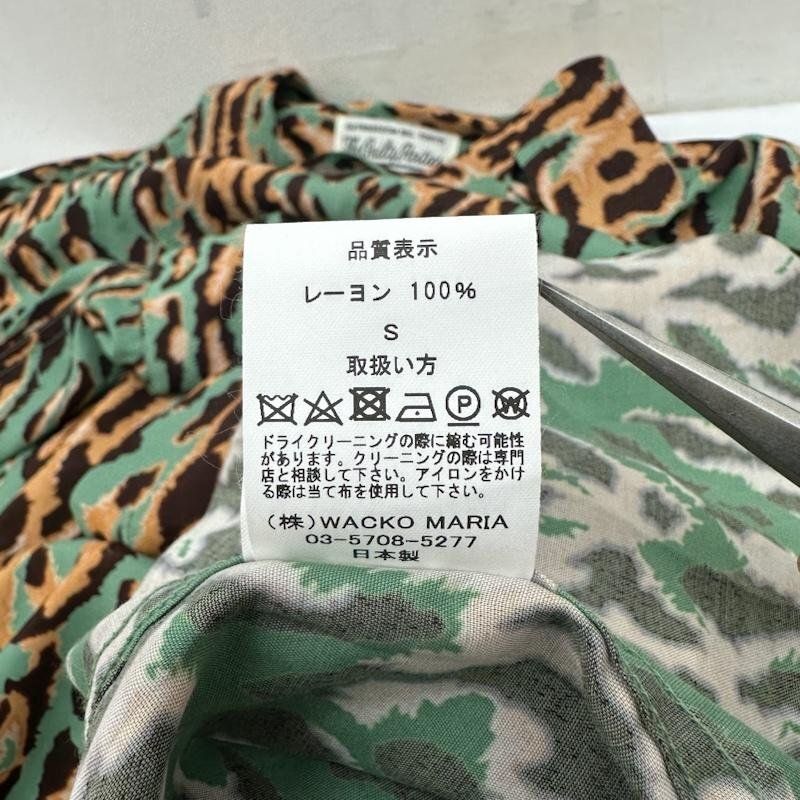 The Guilty Parties
品質表示
レーヨン 100%
S
取扱い方
P
W
ドライクリーニングの際に縮む可能性
があります。クリーニングの際は専門
店と相談して下さい。アイロンをかけ
る際は当て布を使用して下さい。
(株)WACKO MARIA
03-5708-5277
日本製